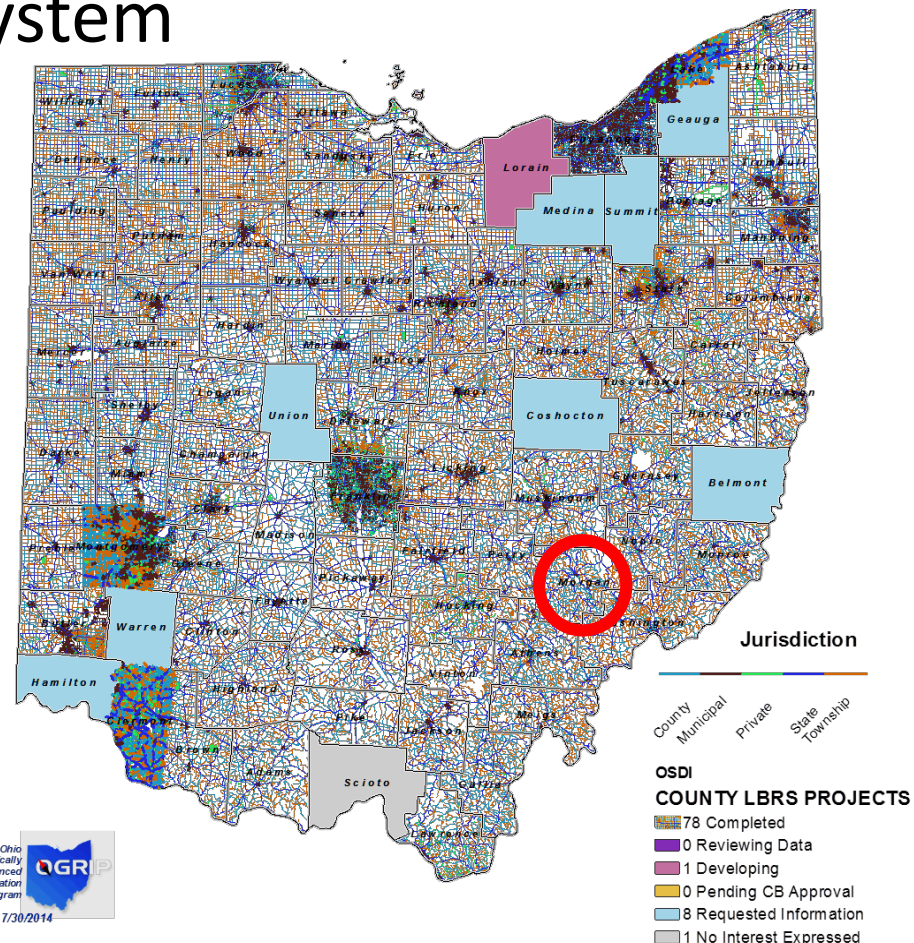 ystem
Williams
Fulton
Lucas
Ottawa
Ashtabula
Geauga
Defiance
Henry
Wood
Sandusky
Erie
Lorain
Cuyahoga
Trumbull
Paulding
Putnam
Hancock
Seneca
Huron
Medina
Summit
Portage
Mahoning
Van Wert
Allen
Wyandot
Crawford
Richland
Ashland
Wayne
Stark
Columbiana
Mercer
Auglaize
Hardin
Marion
Morrow
Holmes
Carroll
Tuscarawas
Jefferson
Shelby
Logan
Union
Delaware
Knox
Coshocton
Harrison
Darke
Miami
Champaign
Licking
Muskingum
Guernsey
Belmont
Clark
Franklin
Preble
Montgomery
Greene
Madison
Fairfield
Perry
Noble
Monroe
Pickaway
Morgan
Butler
Warren
Clinton
Fayette
Hocking
Washington
Ross
Athens
Hamilton
Highland
Vinton
Clermont
Brown
Pike
Jackson
Meigs
Adams
Scioto
Gallia
Lawrence
Jurisdiction
County
Municipal
Private
State
Township
OSDI
COUNTY LBRS PROJECTS
78 Completed
0 Reviewing Data
1 Developing
0 Pending CB Approval
8 Requested Information
1 No Interest Expressed
Ohio
cally
nced
ation
gram
OGRIP
7/30/2014